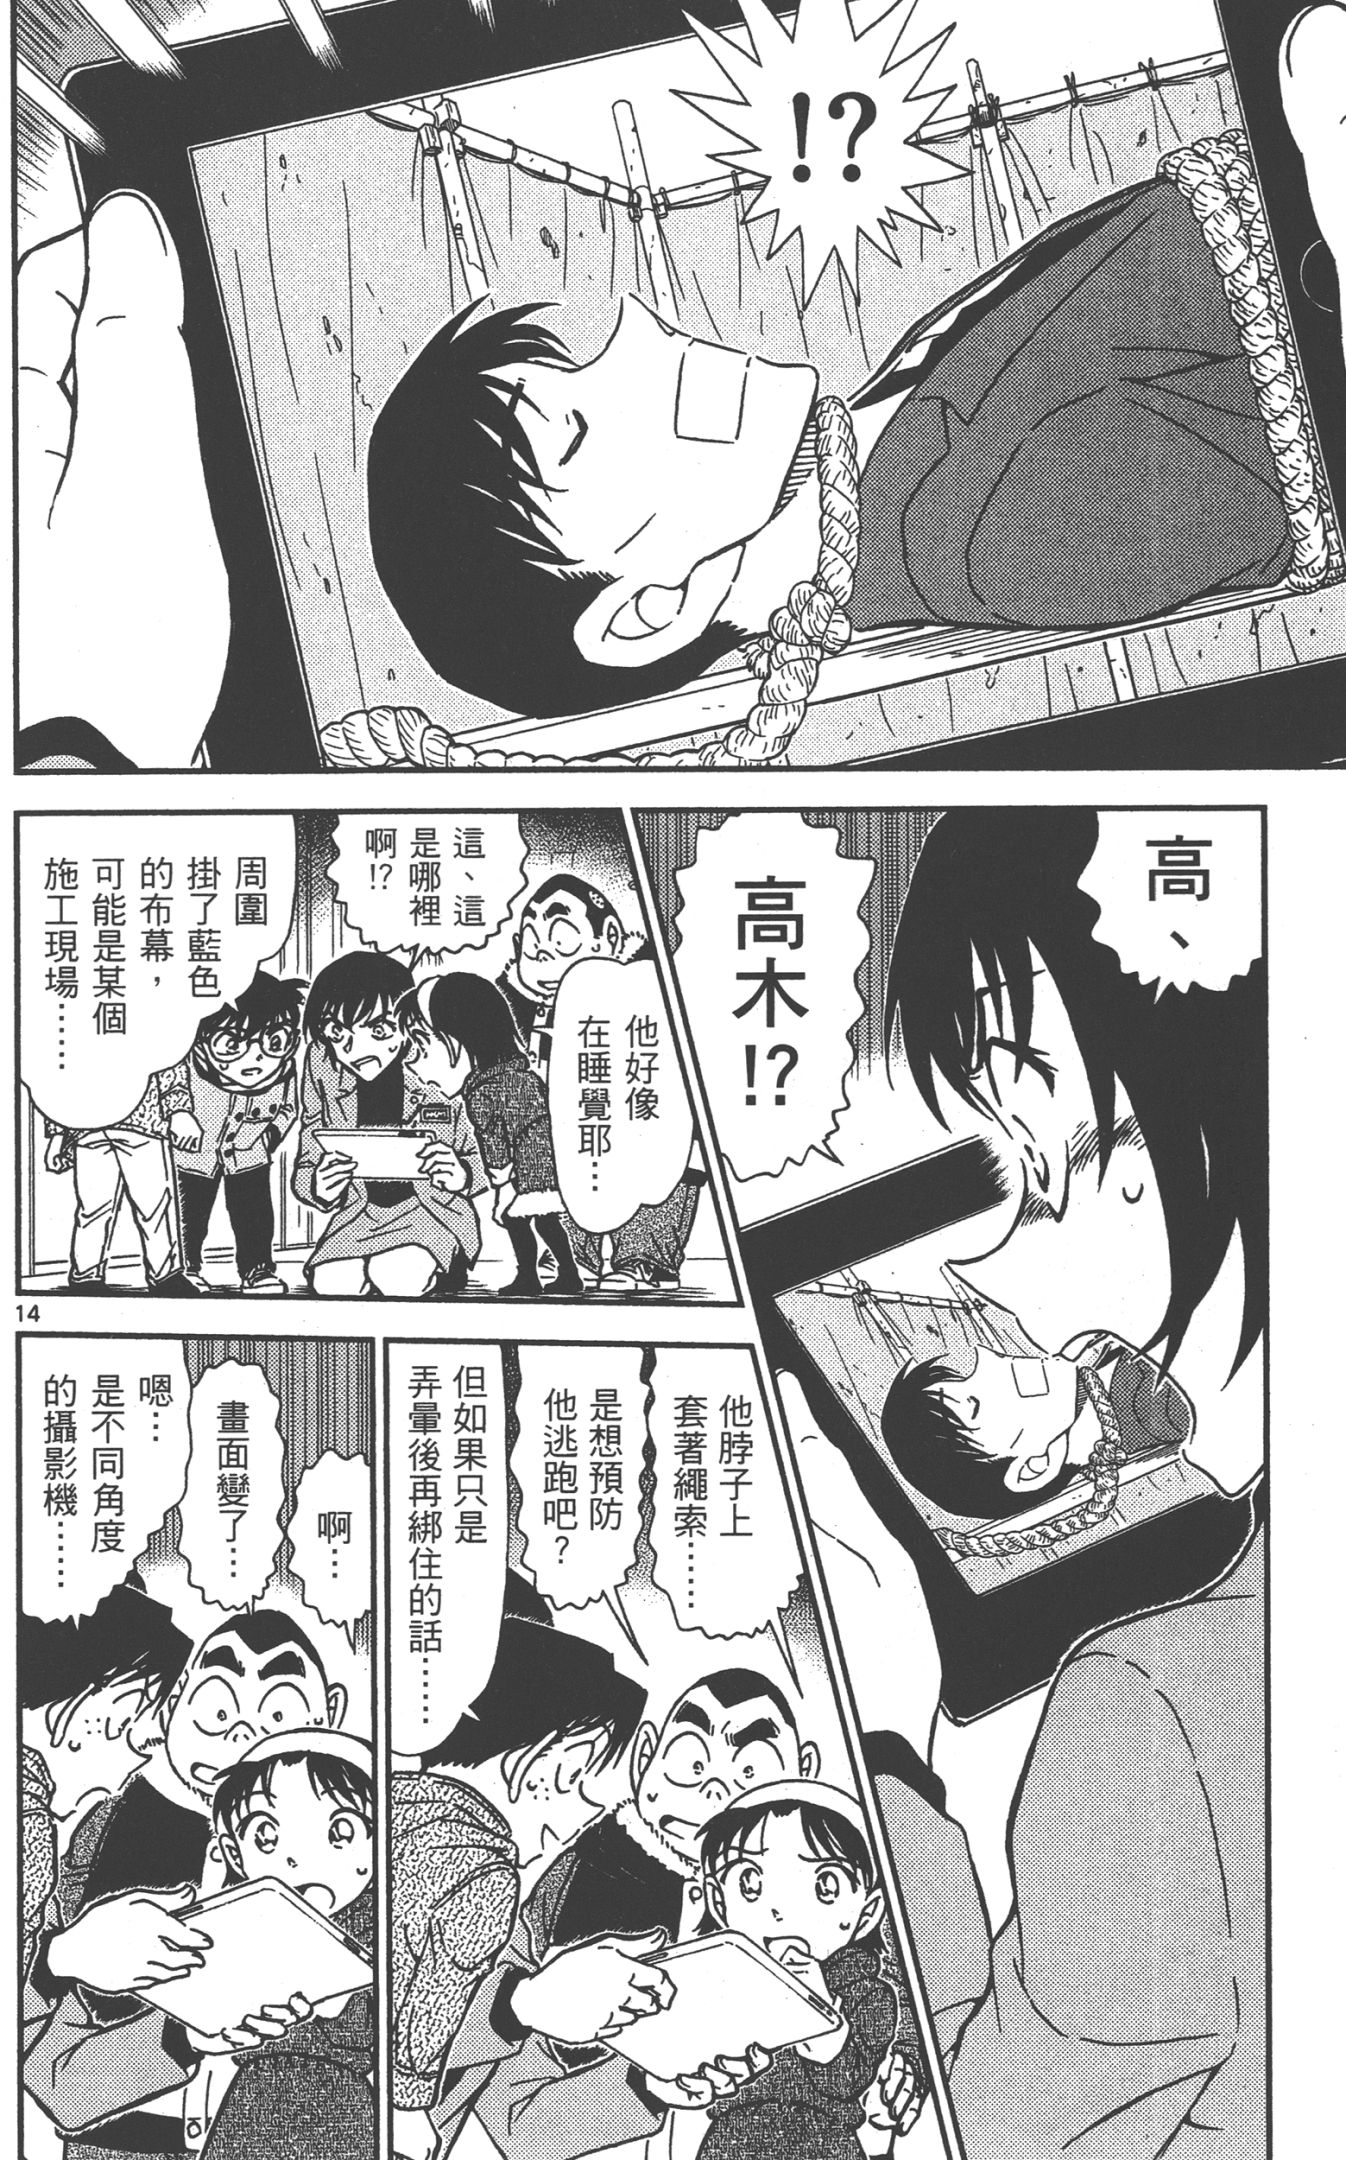 !?
高、
高木!?
他好像
在睡覺耶…
這、這
是哪裡
啊!?
周圍
掛了藍色
的布幕，
可能是某個
施工現場……
14
他脖子上
套著繩索……
是想預防
他逃跑吧？
但如果只是
弄暈後再綁住的話……
啊…
畫面變了…
嗯…
是不同角度
的攝影機……